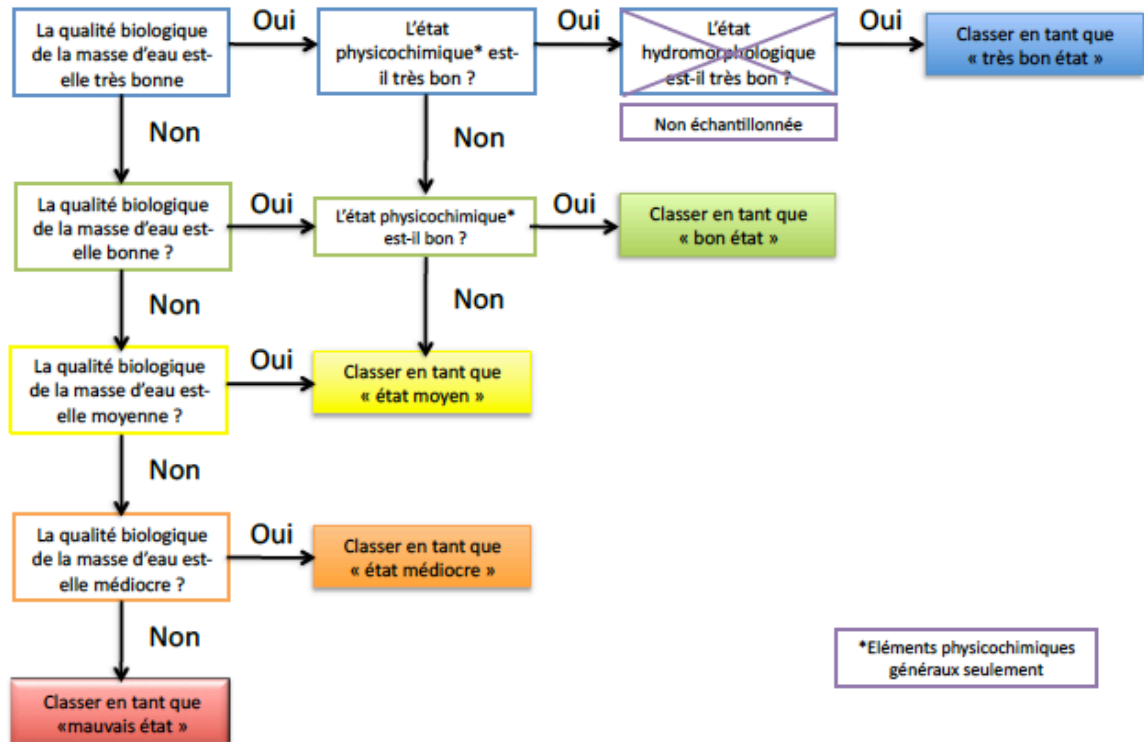 La qualité biologique
de la masse d'eau est-
elle très bonne
Oui
L'état
physicochimique* est-
il très bon ?
Oui
L'état
hydromorphologique
est-il très bon ?
Oui
Classer en tant que
« très bon état »
Non échantillonnée
Non
Non
La qualité biologique
de la masse d'eau est-
elle bonne ?
Oui
L'état physicochimique*
est-il bon ?
Oui
Classer en tant que
« bon état »
Non
Non
La qualité biologique
de la masse d'eau est-
elle moyenne ?
Oui
Classer en tant que
« état moyen »
Non
La qualité biologique
de la masse d'eau est-
elle médiocre ?
Oui
Classer en tant que
« état médiocre »
Non
*Eléments physicochimiques
généraux seulement
Classer en tant que
«mauvais état »